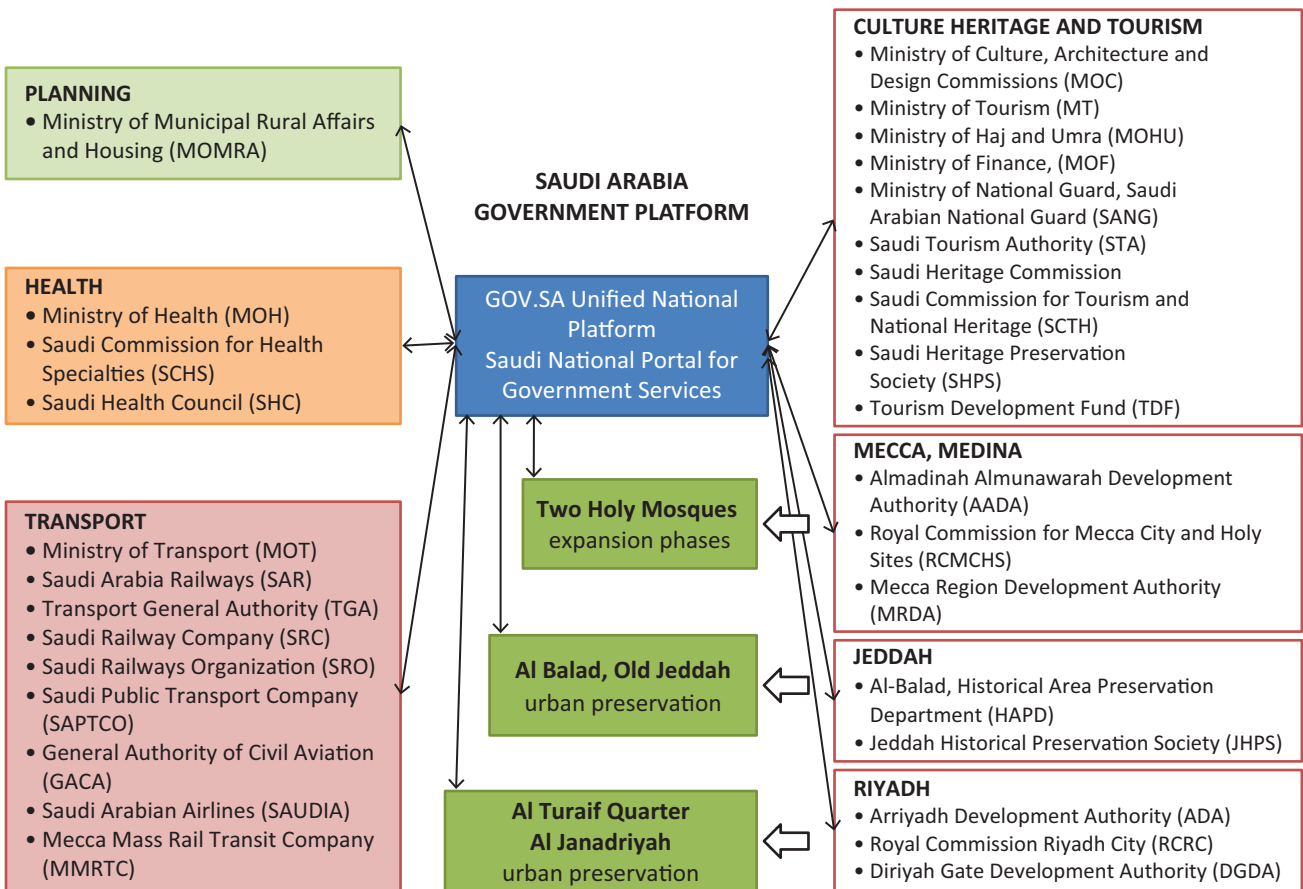 PLANNING
• Ministry of Municipal Rural Affairs
and Housing (MOMRA)
HEALTH
• Ministry of Health (MOH)
• Saudi Commission for Health
Specialties (SCHS)
• Saudi Health Council (SHC)
TRANSPORT
• Ministry of Transport (MOT)
• Saudi Arabia Railways (SAR)
• Transport General Authority (TGA)
• Saudi Railway Company (SRC)
• Saudi Railways Organization (SRO)
• Saudi Public Transport Company
(SAPTCO)
• General Authority of Civil Aviation
(GACA)
• Saudi Arabian Airlines (SAUDIA)
• Mecca Mass Rail Transit Company
(MMRTC)
SAUDI ARABIA
GOVERNMENT PLATFORM
GOV.SA Unified National
Platform
Saudi National Portal for
Government Services
Two Holy Mosques
expansion phases
Al Balad, Old Jeddah
urban preservation
Al Turaif Quarter
Al Janadriyah
urban preservation
CULTURE HERITAGE AND TOURISM
• Ministry of Culture, Architecture and
Design Commissions (MOC)
• Ministry of Tourism (MT)
• Ministry of Haj and Umra (MOHU)
• Ministry of Finance, (MOF)
• Ministry of National Guard, Saudi
Arabian National Guard (SANG)
• Saudi Tourism Authority (STA)
• Saudi Heritage Commission
• Saudi Commission for Tourism and
National Heritage (SCTH)
• Saudi Heritage Preservation
Society (SHPS)
• Tourism Development Fund (TDF)
MECCA, MEDINA
• Almadinah Almunawarah Development
Authority (AADA)
• Royal Commission for Mecca City and Holy
Sites (RCMCHS)
• Mecca Region Development Authority
(MRDA)
JEDDAH
• Al-Balad, Historical Area Preservation
Department (HAPD)
• Jeddah Historical Preservation Society (JHPS)
RIYADH
• Arriyadh Development Authority (ADA)
• Royal Commission Riyadh City (RCRC)
• Diriyah Gate Development Authority (DGDA)